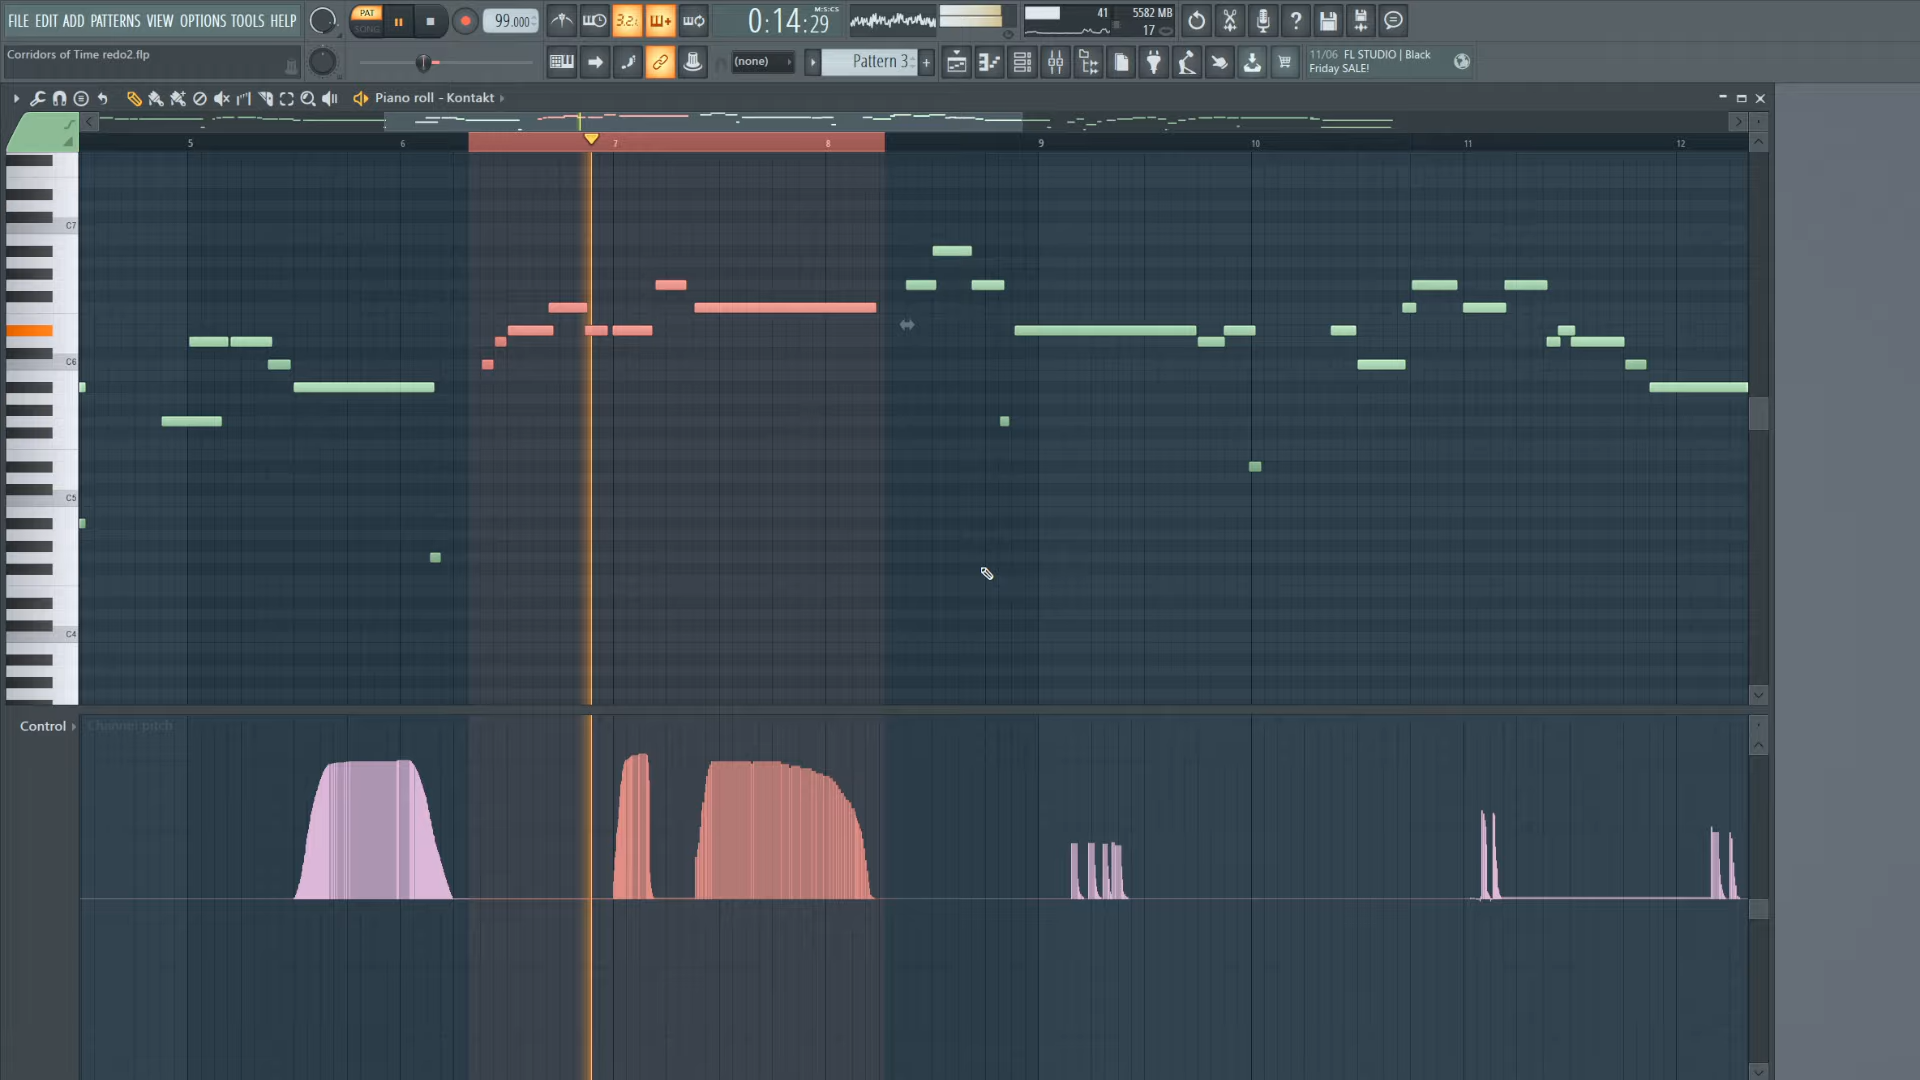 FILE EDIT ADD PATTERNS VIEW OPTIONS TOOLS HELP
PAT
SONG
99.000
3.2
0:14:29
M:S:CS
41
5582 MB
17
Corridors of Time redo2.flp
(none)
Pattern 3
11/06 FL STUDIO | Black
Friday SALE!
Piano roll - Kontakt
5 6 7 8 9 10 11 12
C7
C6
C5
C4
Control
Channel pitch